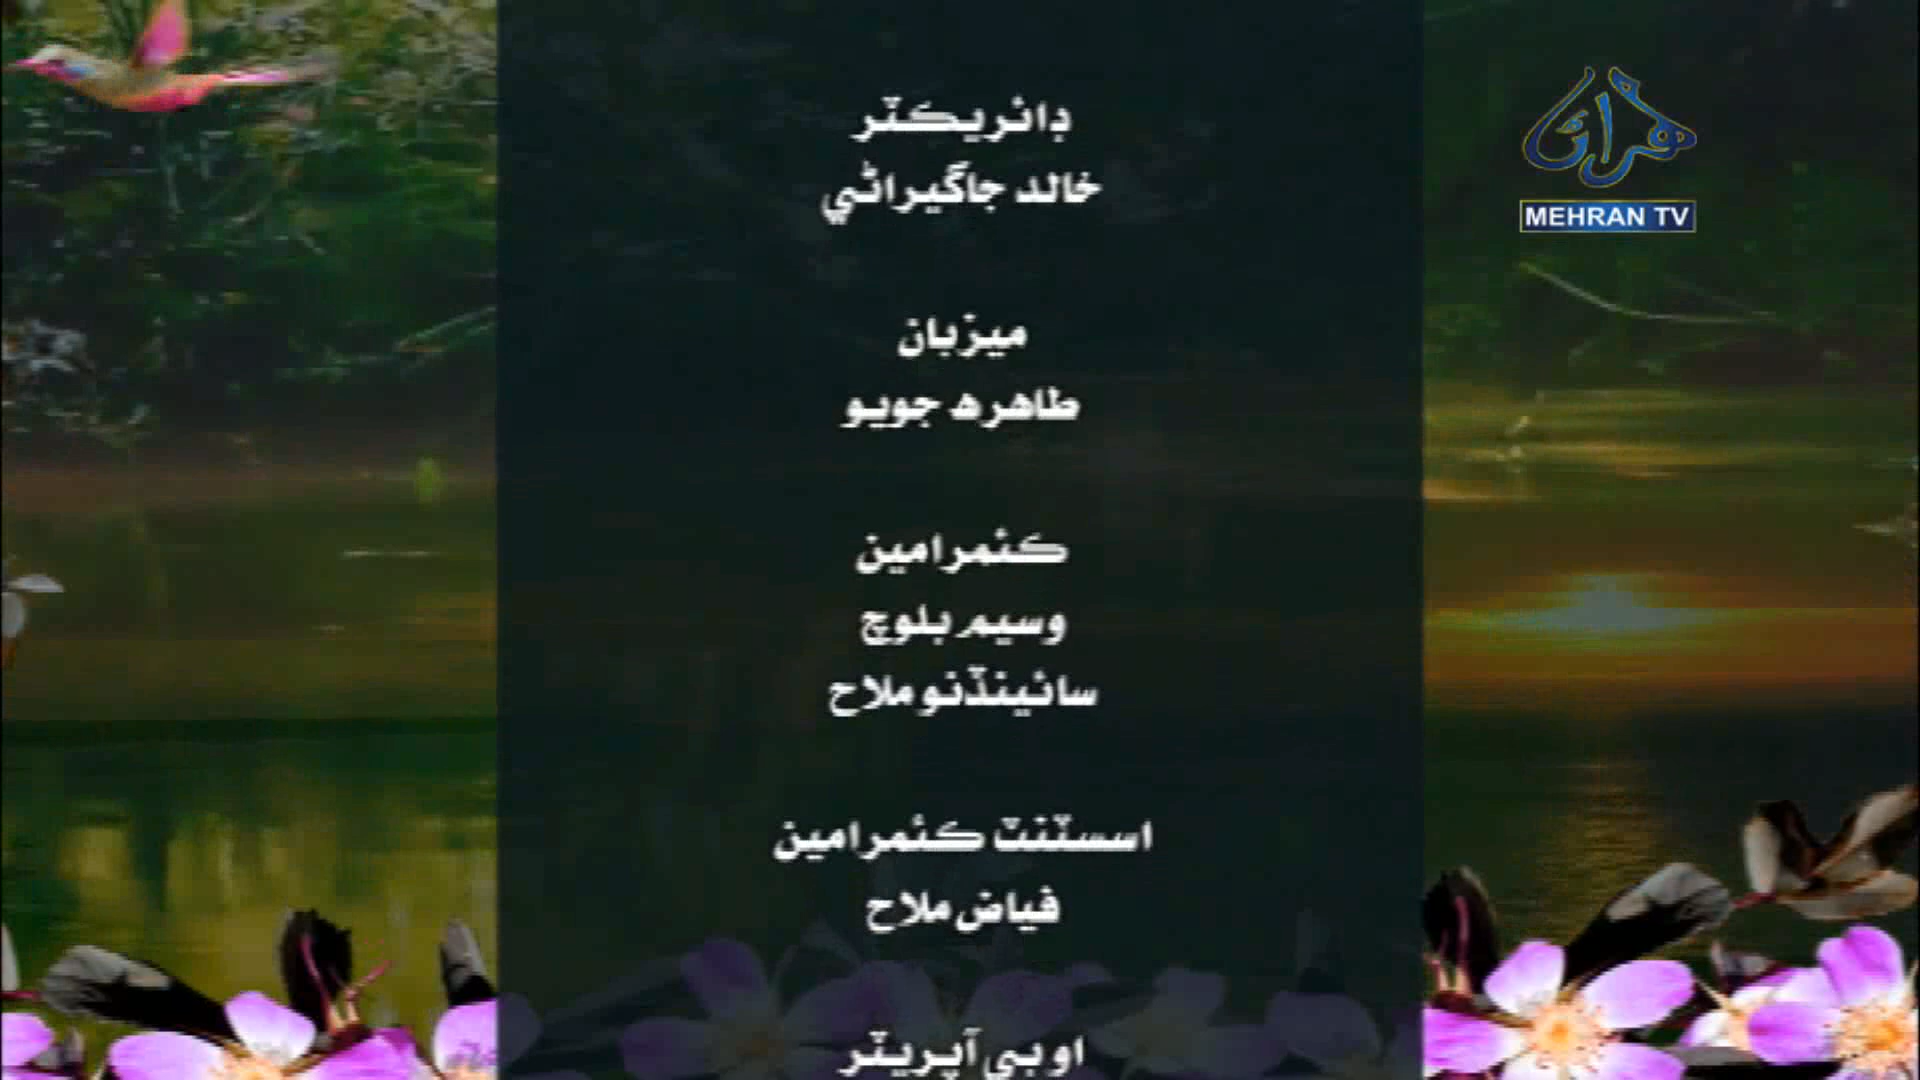 ڊائريڪٽر
خالد جاگيراڻي
ميزبان
طاهره جويو
ڪئمرامين
وسيم بلوچ
سائينڏنو ملاح
اسسٽنٽ ڪئمرامين
فياض ملاح
او بي آپريٽر
مهراڻ
MEHRAN TV